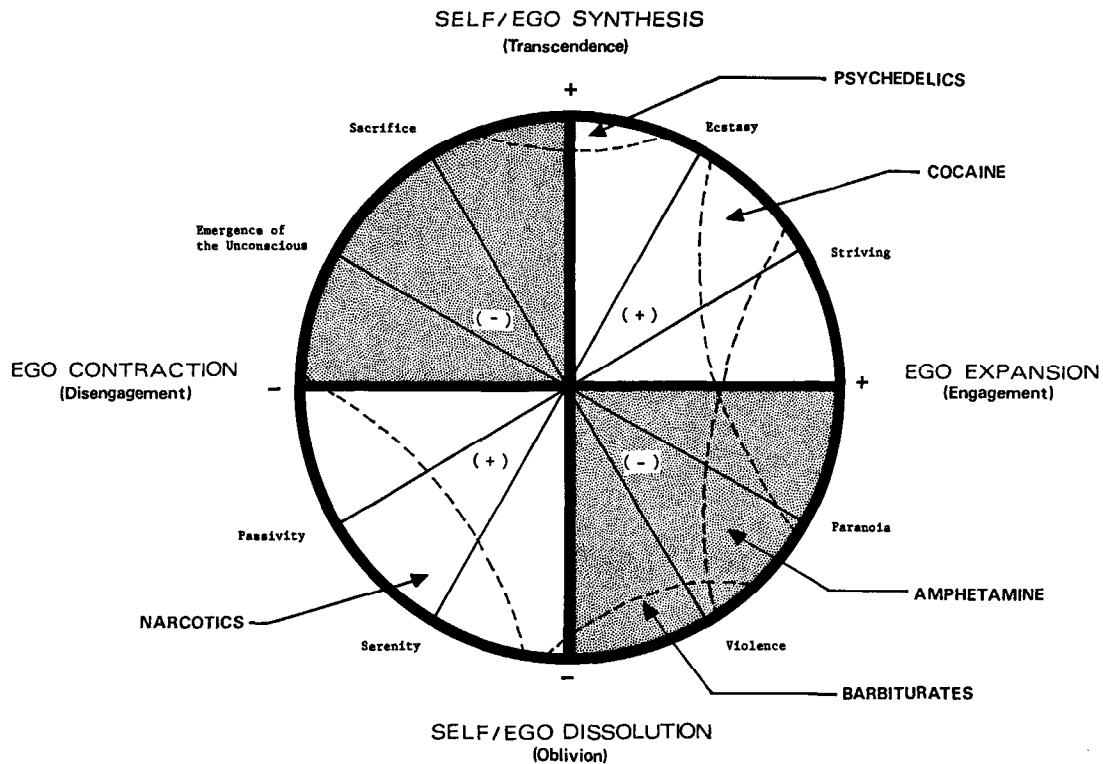 SELF/EGO SYNTHESIS
(Transcendence)
PSYCHEDELICS
+
Sacrifice
Ecstasy
COCAINE
Emergence of
the Unconscious
Striving
(-)
(+)
EGO CONTRACTION
(Disengagement)
-
+
EGO EXPANSION
(Engagement)
(+)
(-)
Passivity
Paranoia
AMPHETAMINE
NARCOTICS
Serenity
Violence
-
BARBITURATES
SELF/EGO DISSOLUTION
(Oblivion)